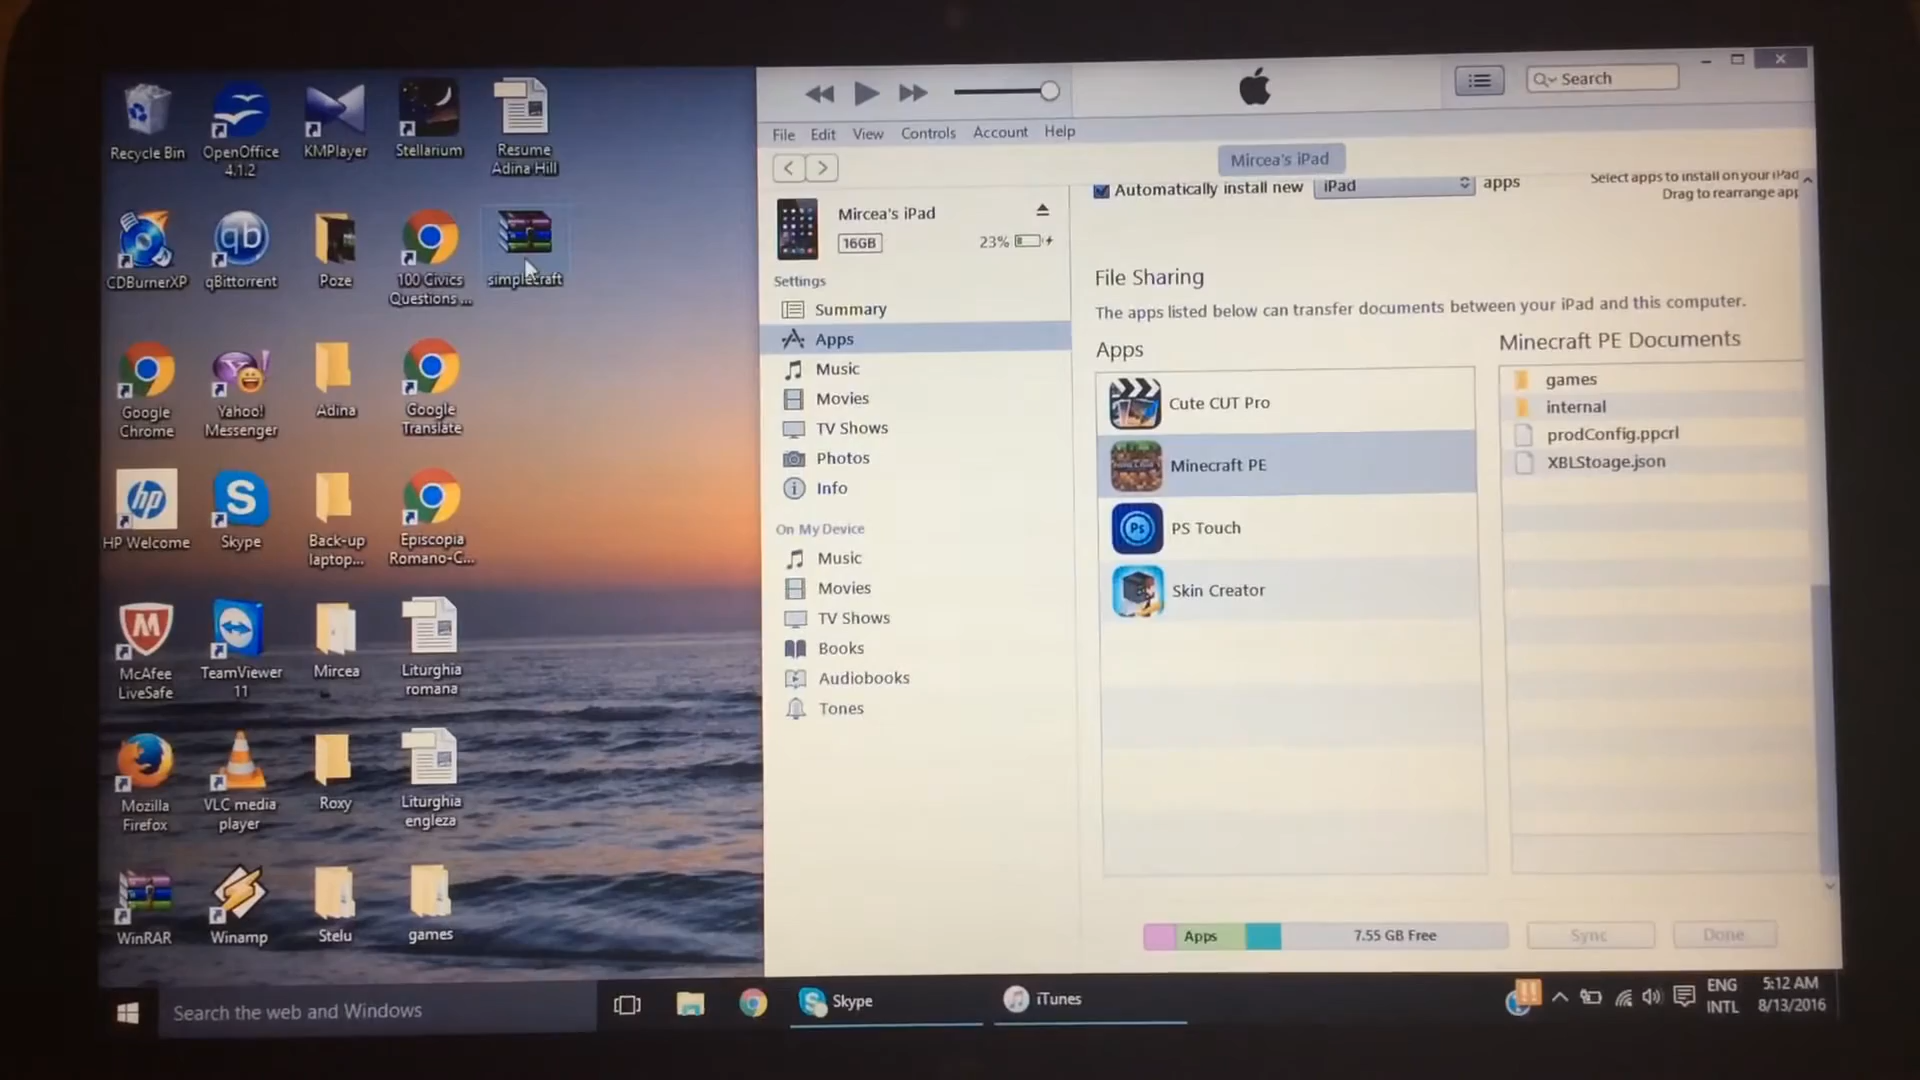 Recycle Bin
OpenOffice
4.1.2
KMPlayer
Stellarium
Resume
Adina Hill
CDBurnerXP
qb
qBittorrent
Poze
100 Civics
Questions ...
simplecraft
Google
Chrome
Yahoo!
Messenger
Adina
Google
Translate
hp
HP Welcome
S
Skype
Back-up
laptop...
Episcopia
Romano-C...
McAfee
LiveSafe
TeamViewer
11
Mircea
Liturghia
romana
Mozilla
Firefox
VLC media
player
Roxy
Liturghia
engleza
WinRAR
Winamp
Stelu
games
Search
File Edit View Controls Account Help
Mircea's iPad
Mircea's iPad
16GB
23%
Settings
Summary
Apps
Music
Movies
TV Shows
Photos
Info
On My Device
Music
Movies
TV Shows
Books
Audiobooks
Tones
Automatically install new iPad apps
Select apps to install on your iPad
Drag to rearrange app
File Sharing
The apps listed below can transfer documents between your iPad and this computer.
Apps
Cute CUT Pro
Minecraft PE
Ps
PS Touch
Skin Creator
Minecraft PE Documents
games
internal
prodConfig.ppcrl
XBLStoage.json
Apps
7.55 GB Free
Sync
Done
Search the web and Windows
Skype
iTunes
ENG
INTL
5:12 AM
8/13/2016